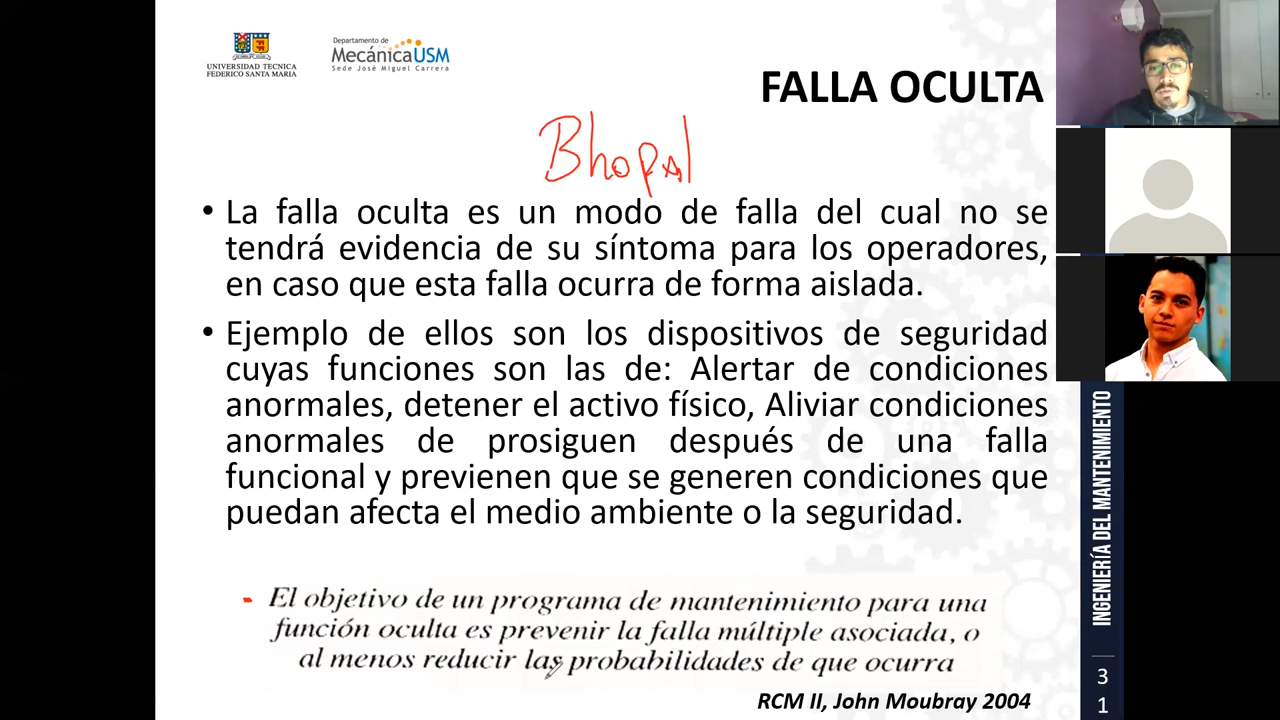 UNIVERSIDAD TECNICA
FEDERICO SANTA MARIA
Departamento de
MecánicaUSM
Sede José Miguel Carrera
FALLA OCULTA
Bhopal
• La falla oculta es un modo de falla del cual no se
tendrá evidencia de su síntoma para los operadores,
en caso que esta falla ocurra de forma aislada.
• Ejemplo de ellos son los dispositivos de seguridad
cuyas funciones son las de: Alertar de condiciones
anormales, detener el activo físico, Aliviar condiciones
anormales de prosiguen después de una falla
funcional y previenen que se generen condiciones que
puedan afecta el medio ambiente o la seguridad.
- El objetivo de un programa de mantenimiento para una
función oculta es prevenir la falla múltiple asociada, o
al menos reducir las probabilidades de que ocurra
RCM II, John Moubray 2004
INGENIERÍA DEL MANTENIMIENTO
3
1